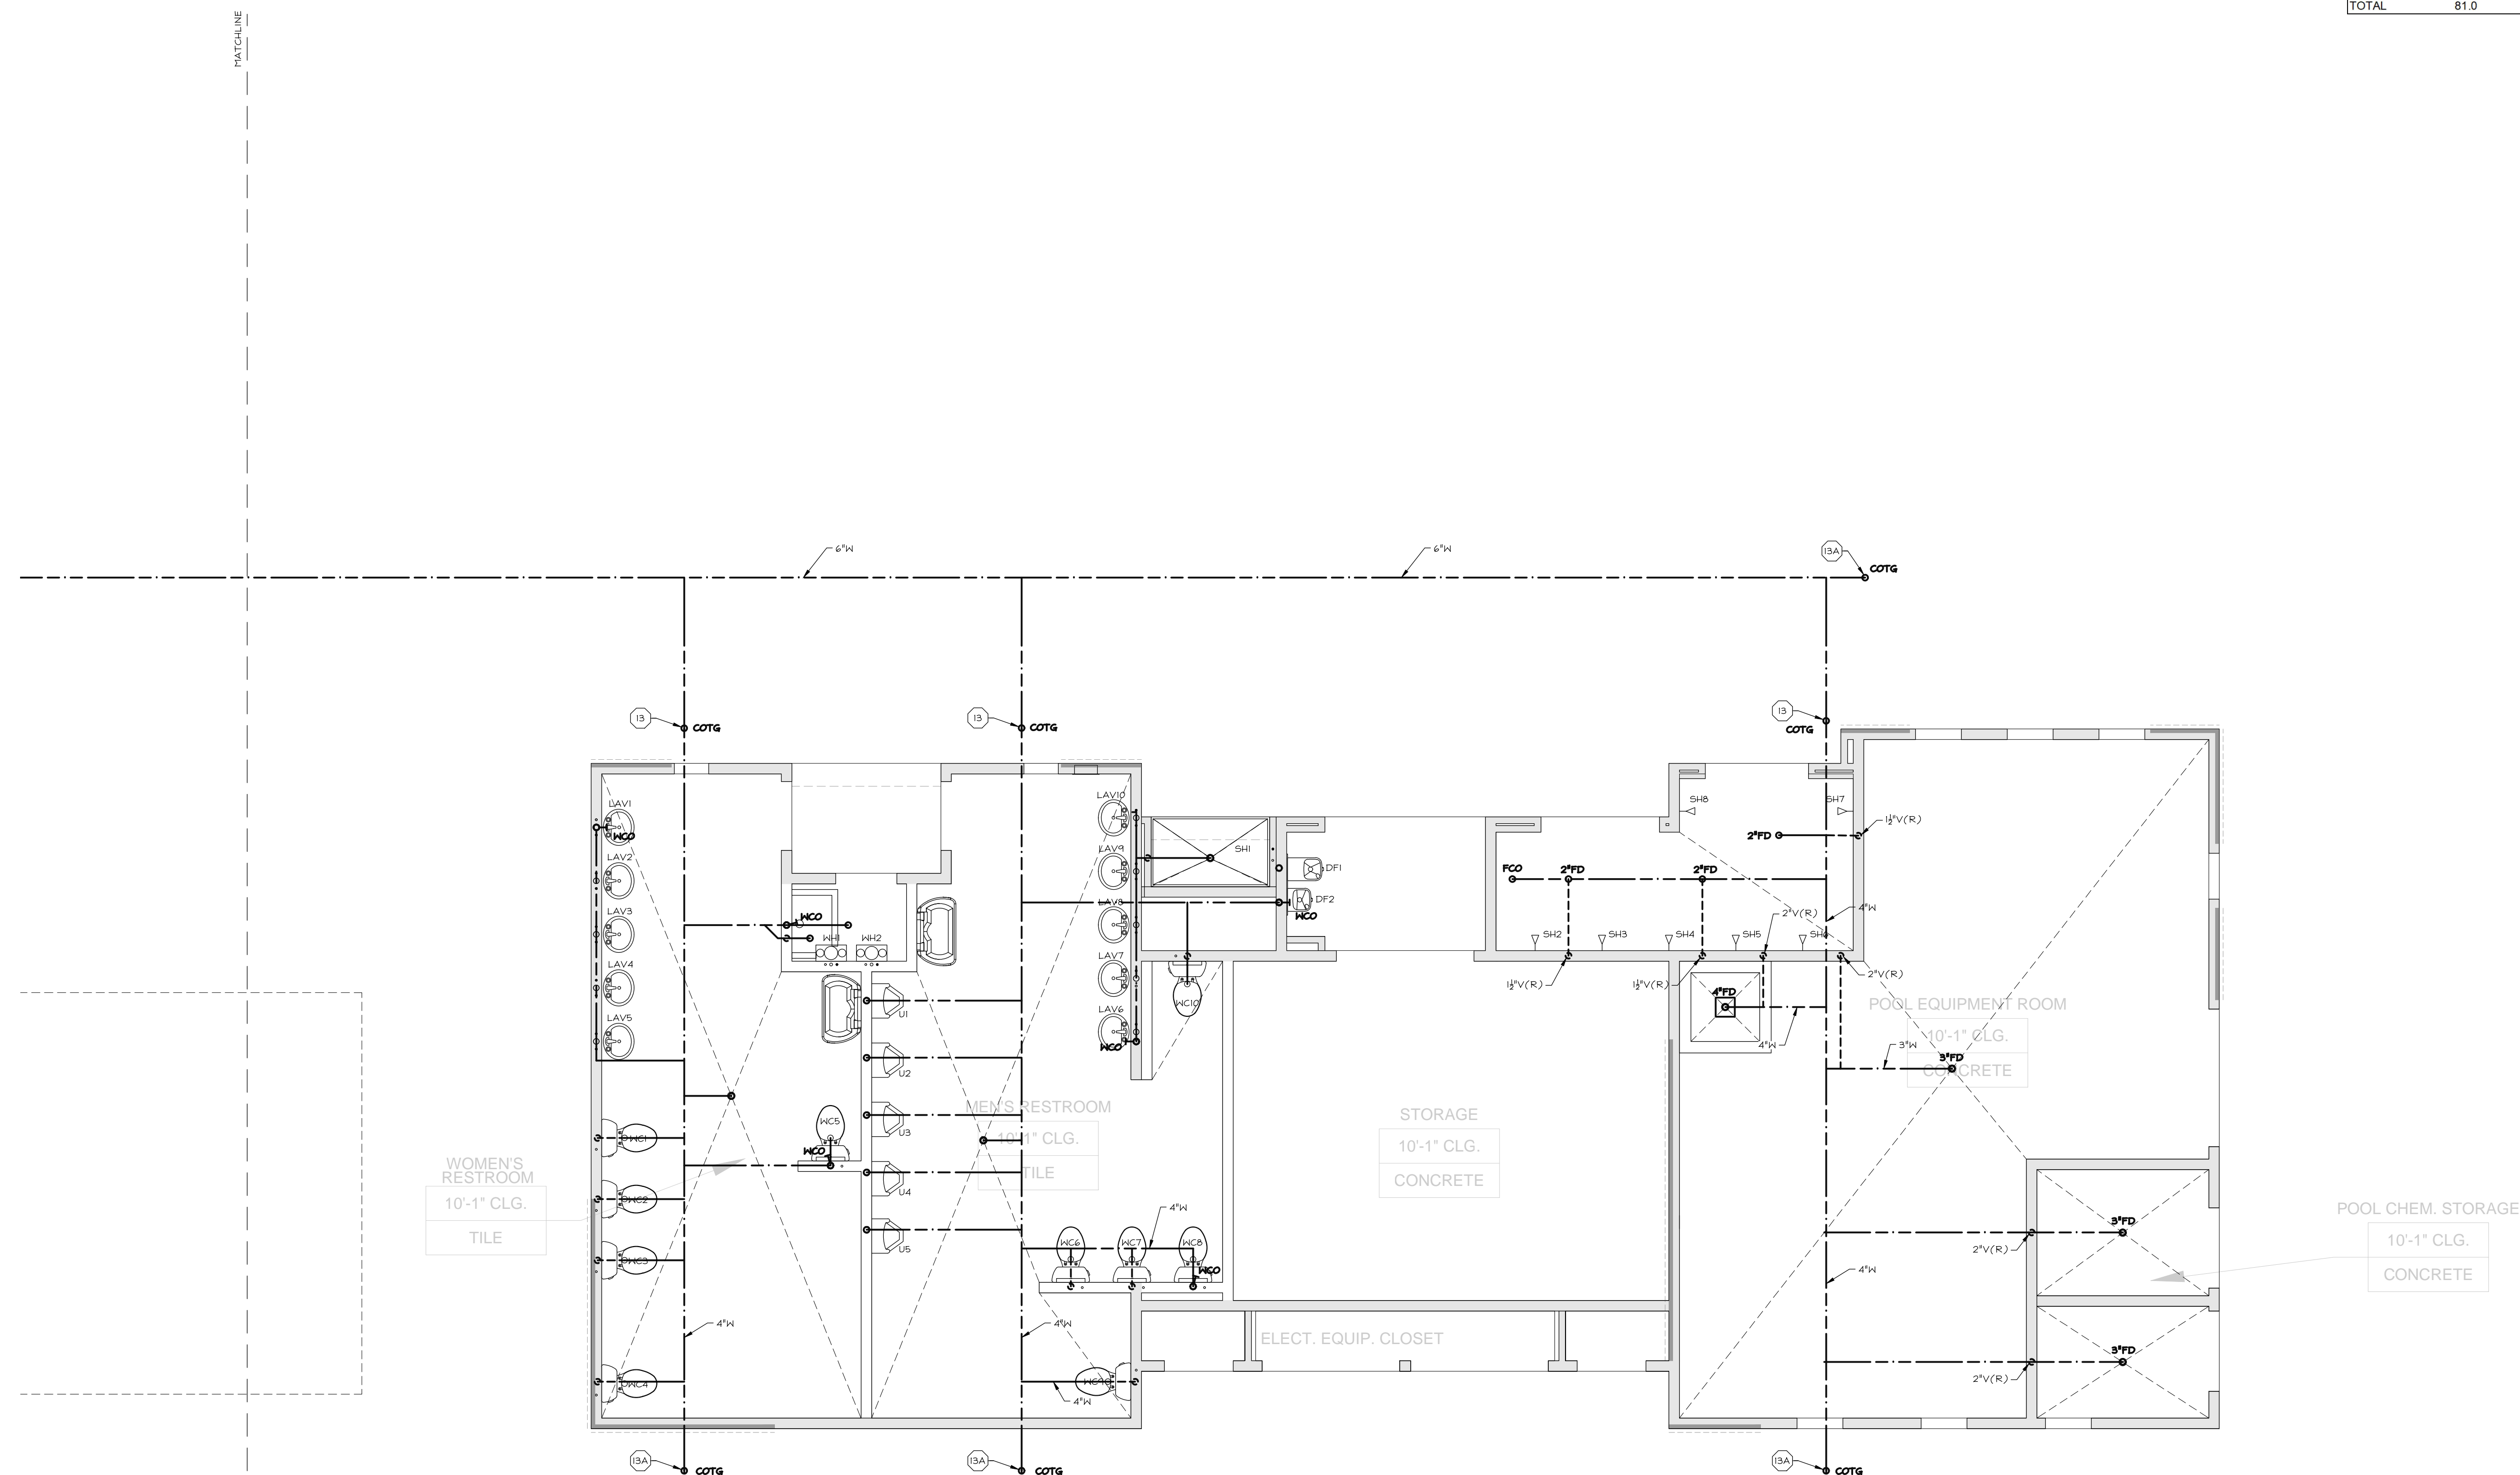 TOTAL 81.0
MATCHLINE
6"W
6"W
13A
COTG
13
COTG
13
COTG
13
COTG
LAV1
WCO
LAV2
LAV3
LAV4
LAV5
WCO
WH1
WH2
LAV10
LAV9
LAV8
LAV7
LAV6
WCO
SH1
DF1
DF2
WCO
SH8
SH7
1½"V(R)
2"FD
FCO
2"FD
2"FD
2"V(R)
4"W
SH2
SH3
SH4
SH5
SH6
1½"V(R)
1½"V(R)
2"V(R)
4"FD
4"W
POOL EQUIPMENT ROOM
10'-1" CLG.
CONCRETE
3"W
3"FD
WC10
U1
U2
U3
U4
U5
MEN'S RESTROOM
10'-1" CLG.
TILE
STORAGE
10'-1" CLG.
CONCRETE
WC5
WCO
WC1
WC2
WC3
WC4
WOMEN'S
RESTROOM
10'-1" CLG.
TILE
4"W
WC6
WC7
WC8
WCO
4"W
4"W
4"W
ELECT. EQUIP. CLOSET
4"W
3"FD
2"V(R)
3"FD
2"V(R)
POOL CHEM. STORAGE
10'-1" CLG.
CONCRETE
13A
COTG
13A
COTG
13A
COTG